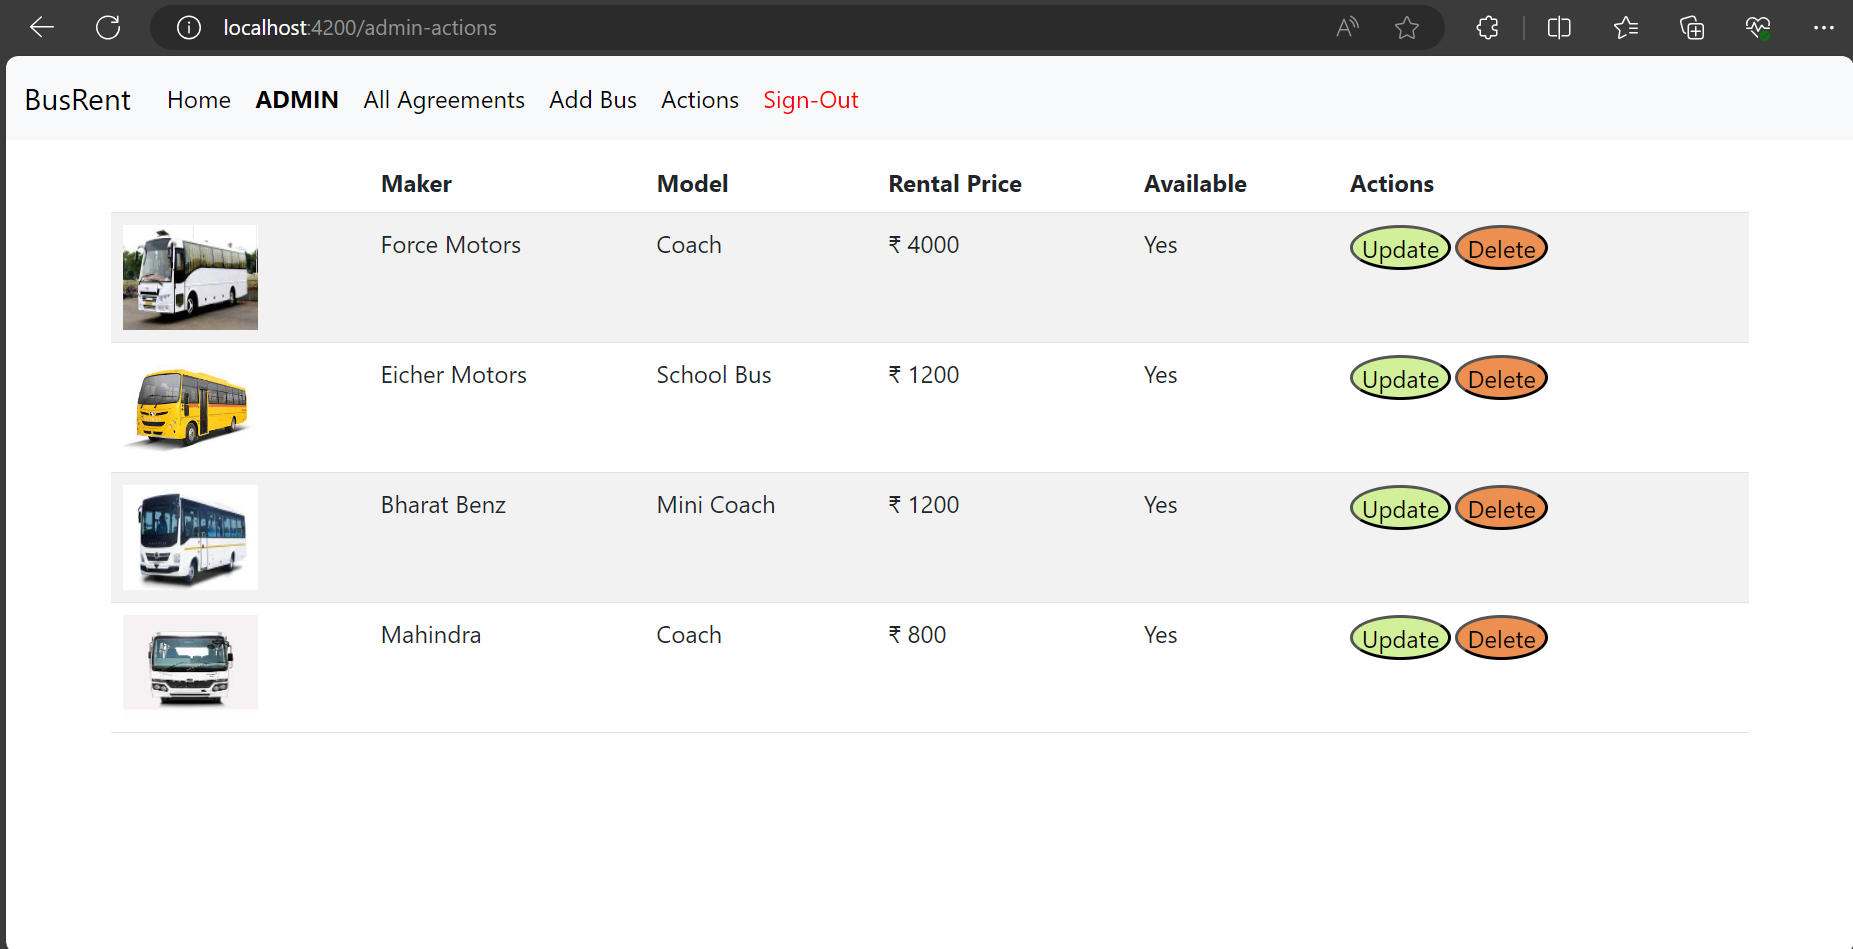 localhost:4200/admin-actions
BusRent Home ADMIN All Agreements Add Bus Actions Sign-Out
Maker Model Rental Price Available Actions
Force Motors Coach ₹ 4000 Yes Update Delete
Eicher Motors School Bus ₹ 1200 Yes Update Delete
Bharat Benz Mini Coach ₹ 1200 Yes Update Delete
Mahindra Coach ₹ 800 Yes Update Delete